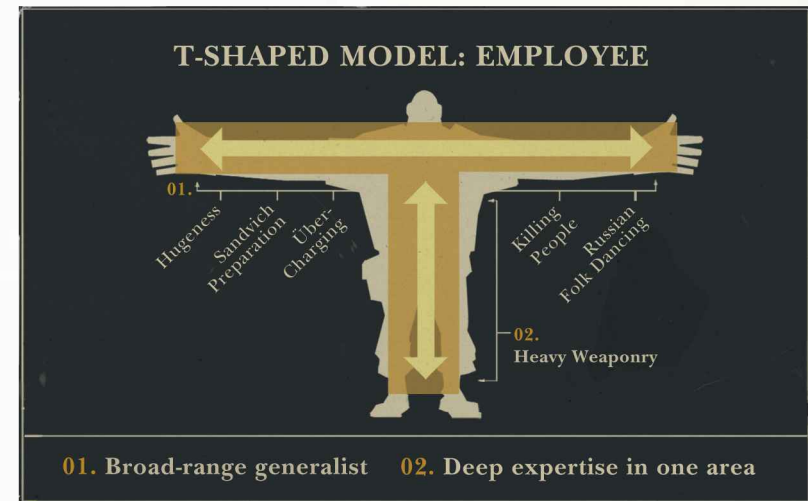 T-SHAPED MODEL: EMPLOYEE
01.
Hugeness
Sandvich
Preparation
Über-
Charging
Killing
People
Russian
Folk Dancing
02.
Heavy Weaponry
01. Broad-range generalist 02. Deep expertise in one area